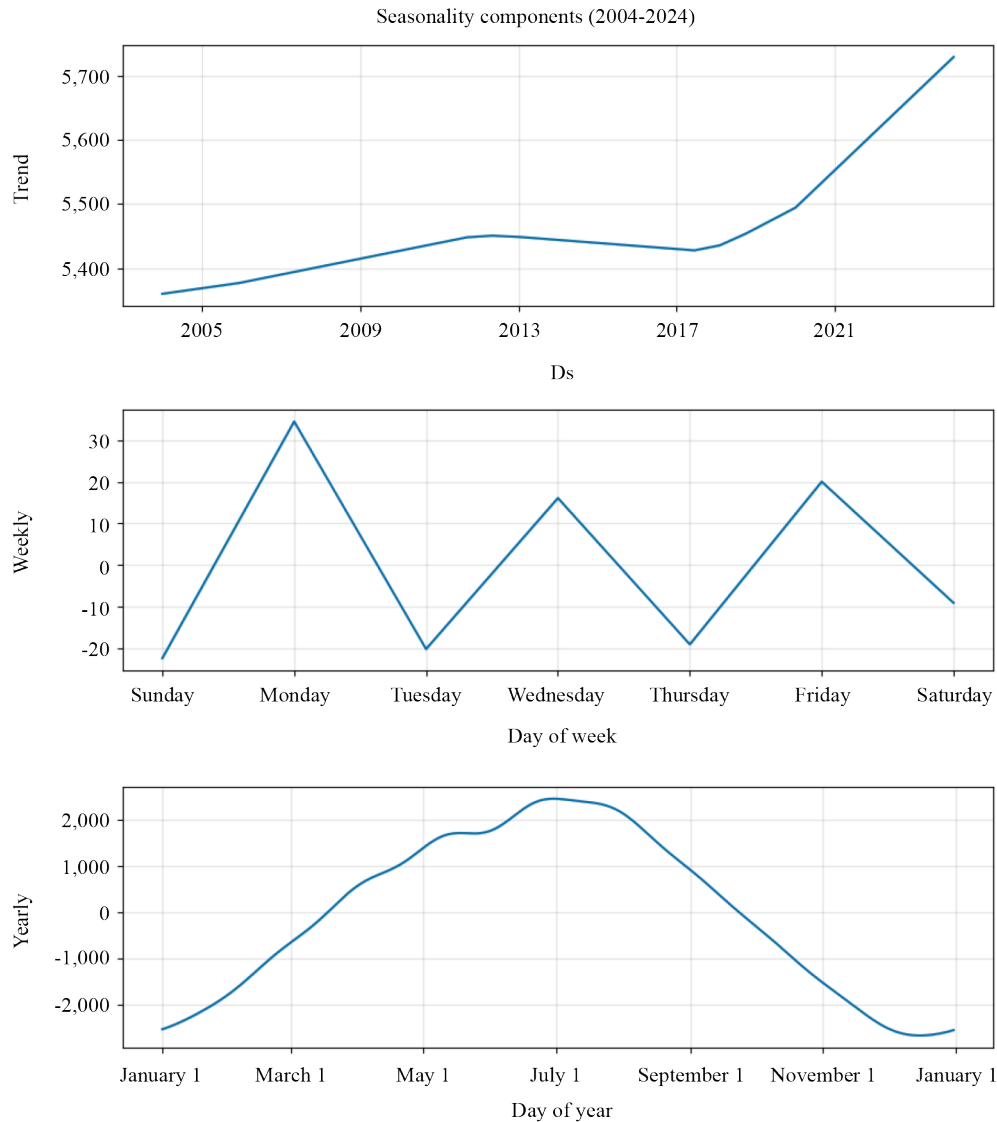 Seasonality components (2004-2024)
Trend
5,700
5,600
5,500
5,400
2005 2009 2013 2017 2021
Ds
Weekly
30
20
10
0
-10
-20
Sunday Monday Tuesday Wednesday Thursday Friday Saturday
Day of week
Yearly
2,000
1,000
0
-1,000
-2,000
January 1 March 1 May 1 July 1 September 1 November 1 January 1
Day of year